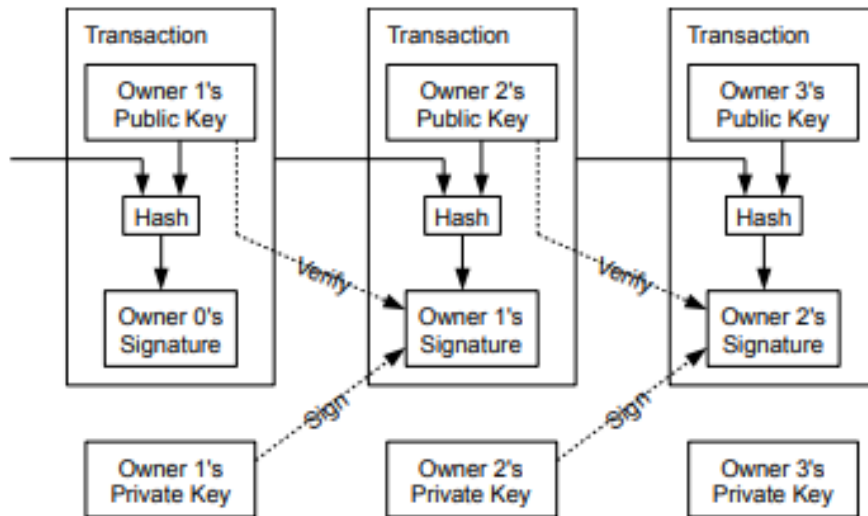 Transaction
Transaction
Transaction
Owner 1's
Public Key
Owner 2's
Public Key
Owner 3's
Public Key
Hash
Hash
Hash
Verify
Verify
Owner 0's
Signature
Owner 1's
Signature
Owner 2's
Signature
Sign
Sign
Owner 1's
Private Key
Owner 2's
Private Key
Owner 3's
Private Key